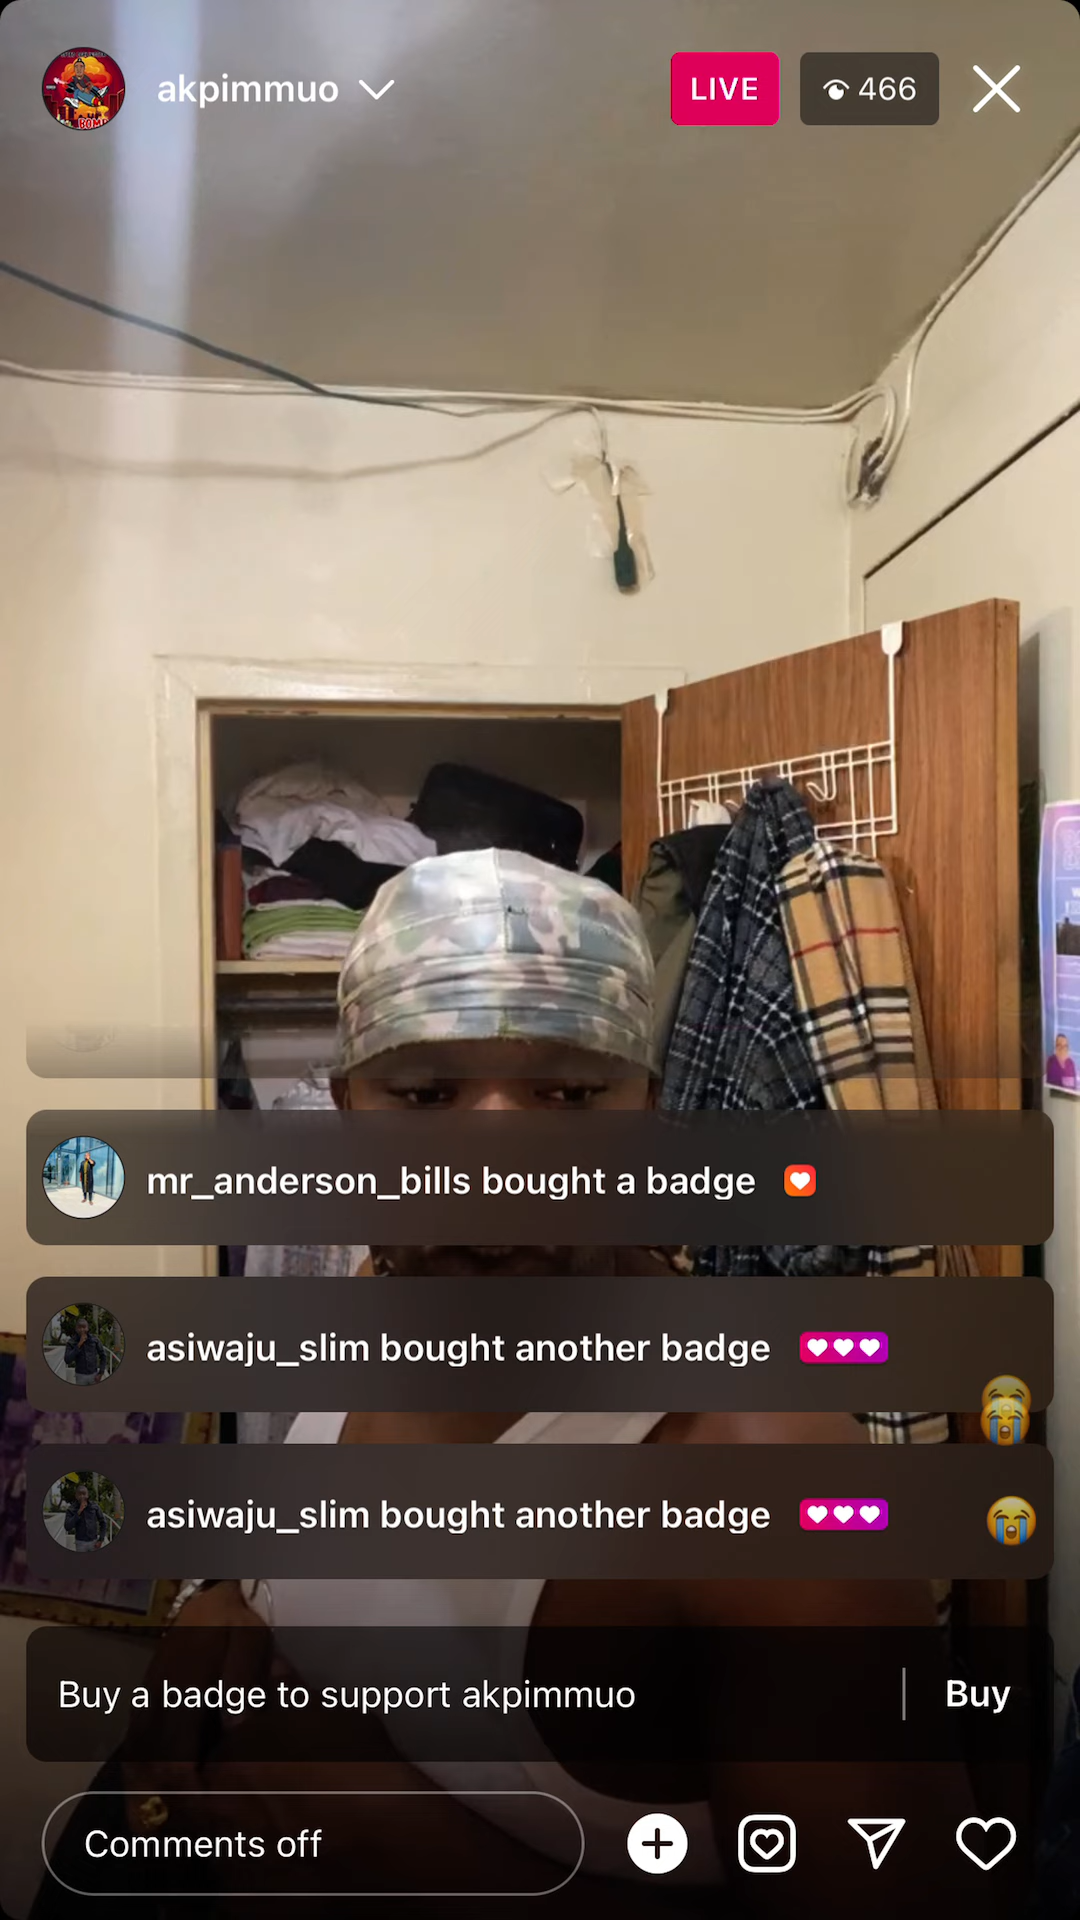 akpimmuo
LIVE
466
mr_anderson_bills bought a badge
asiwaju_slim bought another badge
asiwaju_slim bought another badge
Buy a badge to support akpimmuo
Buy
Comments off